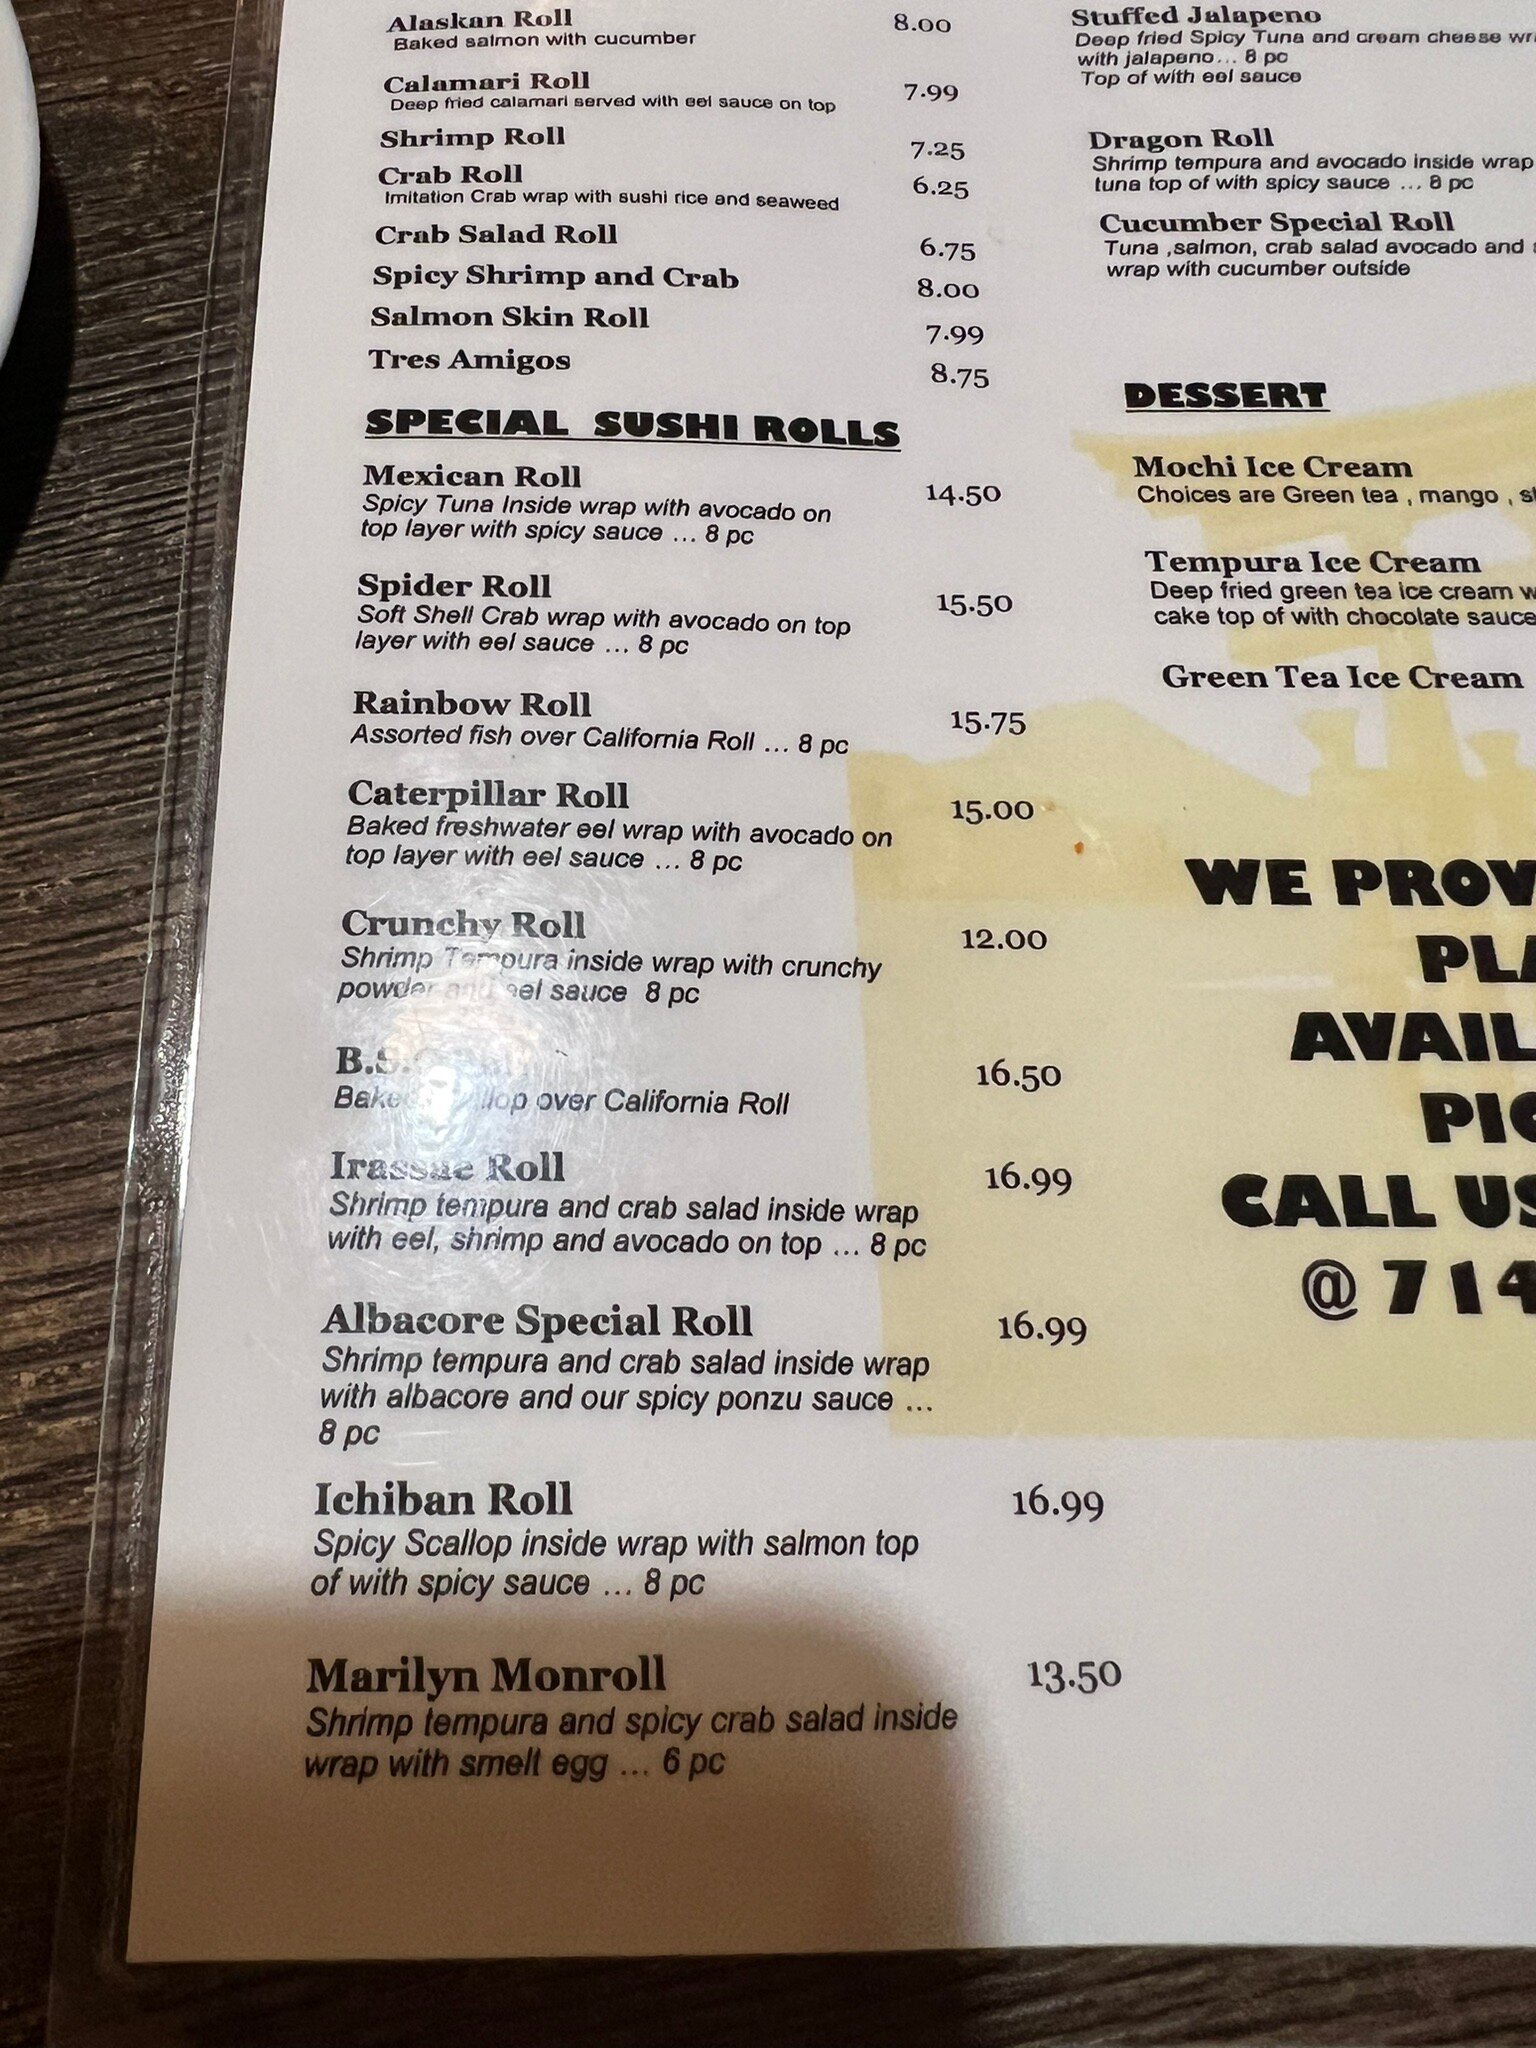 Alaskan Roll 8.00
Baked salmon with cucumber
Calamari Roll 7.99
Deep fried calamari served with eel sauce on top
Shrimp Roll 7.25
Crab Roll 6.25
Imitation Crab wrap with sushi rice and seaweed
Crab Salad Roll 6.75
Spicy Shrimp and Crab 8.00
Salmon Skin Roll 7.99
Tres Amigos 8.75
SPECIAL SUSHI ROLLS
Mexican Roll 14.50
Spicy Tuna Inside wrap with avocado on
top layer with spicy sauce ... 8 pc
Spider Roll 15.50
Soft Shell Crab wrap with avocado on top
layer with eel sauce ... 8 pc
Rainbow Roll 15.75
Assorted fish over California Roll ... 8 pc
Caterpillar Roll 15.00
Baked freshwater eel wrap with avocado on
top layer with eel sauce ... 8 pc
Crunchy Roll 12.00
Shrimp Tempura inside wrap with crunchy
powder and eel sauce 8 pc
16.50
over California Roll
Irassae Roll 16.99
Shrimp tempura and crab salad inside wrap
with eel, shrimp and avocado on top ... 8 pc
Albacore Special Roll 16.99
Shrimp tempura and crab salad inside wrap
with albacore and our spicy ponzu sauce ...
8 pc
Ichiban Roll 16.99
Spicy Scallop inside wrap with salmon top
of with spicy sauce ... 8 pc
Marilyn Monroll 13.50
Shrimp tempura and spicy crab salad inside
wrap with smelt egg ... 6 pc
Stuffed Jalapeno
Deep fried Spicy Tuna and cream cheese
with jalapeno... 8 pc
Top of with eel sauce
Dragon Roll
Shrimp tempura and avocado inside wrap
tuna top of with spicy sauce ... 8 pc
Cucumber Special Roll
Tuna ,salmon, crab salad avocado and
wrap with cucumber outside
DESSERT
Mochi Ice Cream
Choices are Green tea , mango ,
Tempura Ice Cream
Deep fried green tea ice cream
cake top of with chocolate sauce
Green Tea Ice Cream
WE
CALL US
@ 714